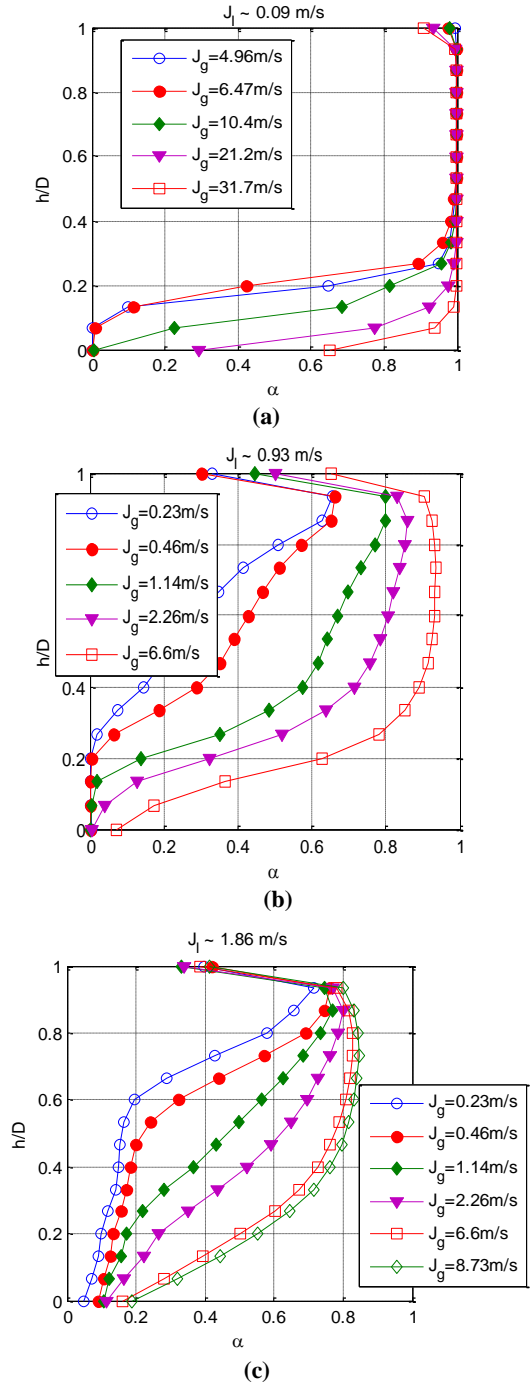 J_l ~ 0.09 m/s
1
0.8
0.6
0.4
0.2
0
h/D
J_g=4.96m/s
J_g=6.47m/s
J_g=10.4m/s
J_g=21.2m/s
J_g=31.7m/s
0 0.2 0.4 0.6 0.8 1
α
(a)
J_l ~ 0.93 m/s
1
0.4
0.2
0
h/D
J_g=0.23m/s
J_g=0.46m/s
J_g=1.14m/s
J_g=2.26m/s
J_g=6.6m/s
0 0.2 0.4 0.6 0.8 1
α
(b)
J_l ~ 1.86 m/s
1
0.8
0.6
0.4
0.2
0
h/D
J_g=0.23m/s
J_g=0.46m/s
J_g=1.14m/s
J_g=2.26m/s
J_g=6.6m/s
J_g=8.73m/s
0 0.2 0.4 0.6 0.8 1
α
(c)